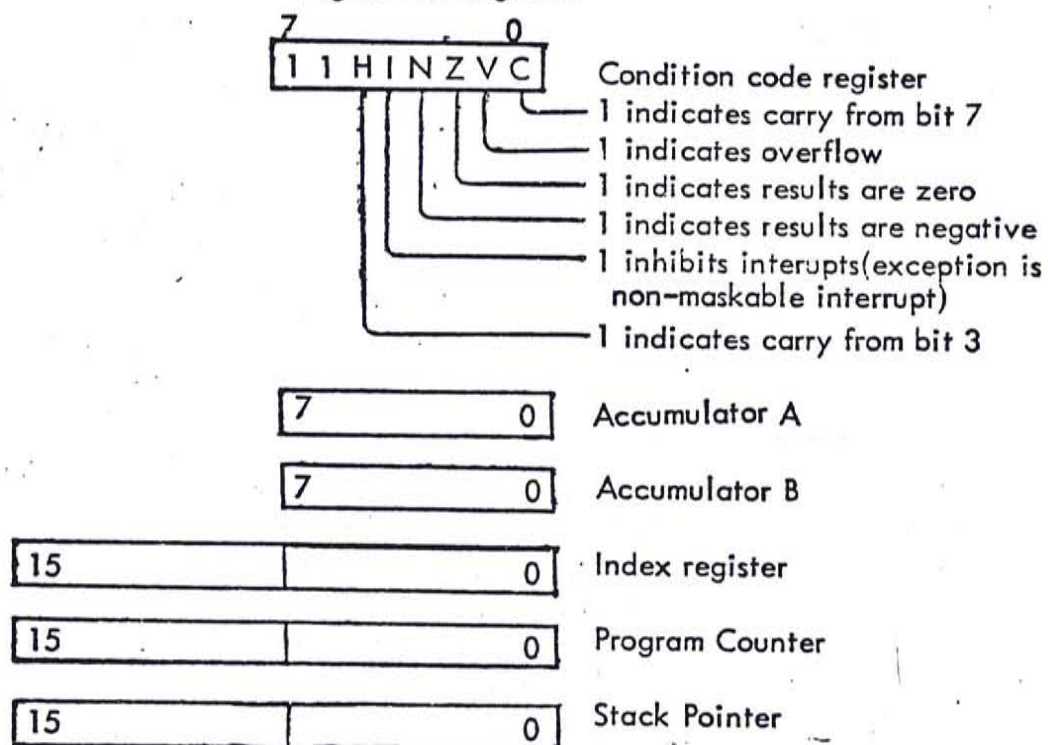 7 0
1 1 H I N Z V C
Condition code register
1 indicates carry from bit 7
1 indicates overflow
1 indicates results are zero
1 indicates results are negative
1 inhibits interupts(exception is
non-maskable interrupt)
1 indicates carry from bit 3
7 0 Accumulator A
7 0 Accumulator B
15 0 Index register
15 0 Program Counter
15 0 Stack Pointer